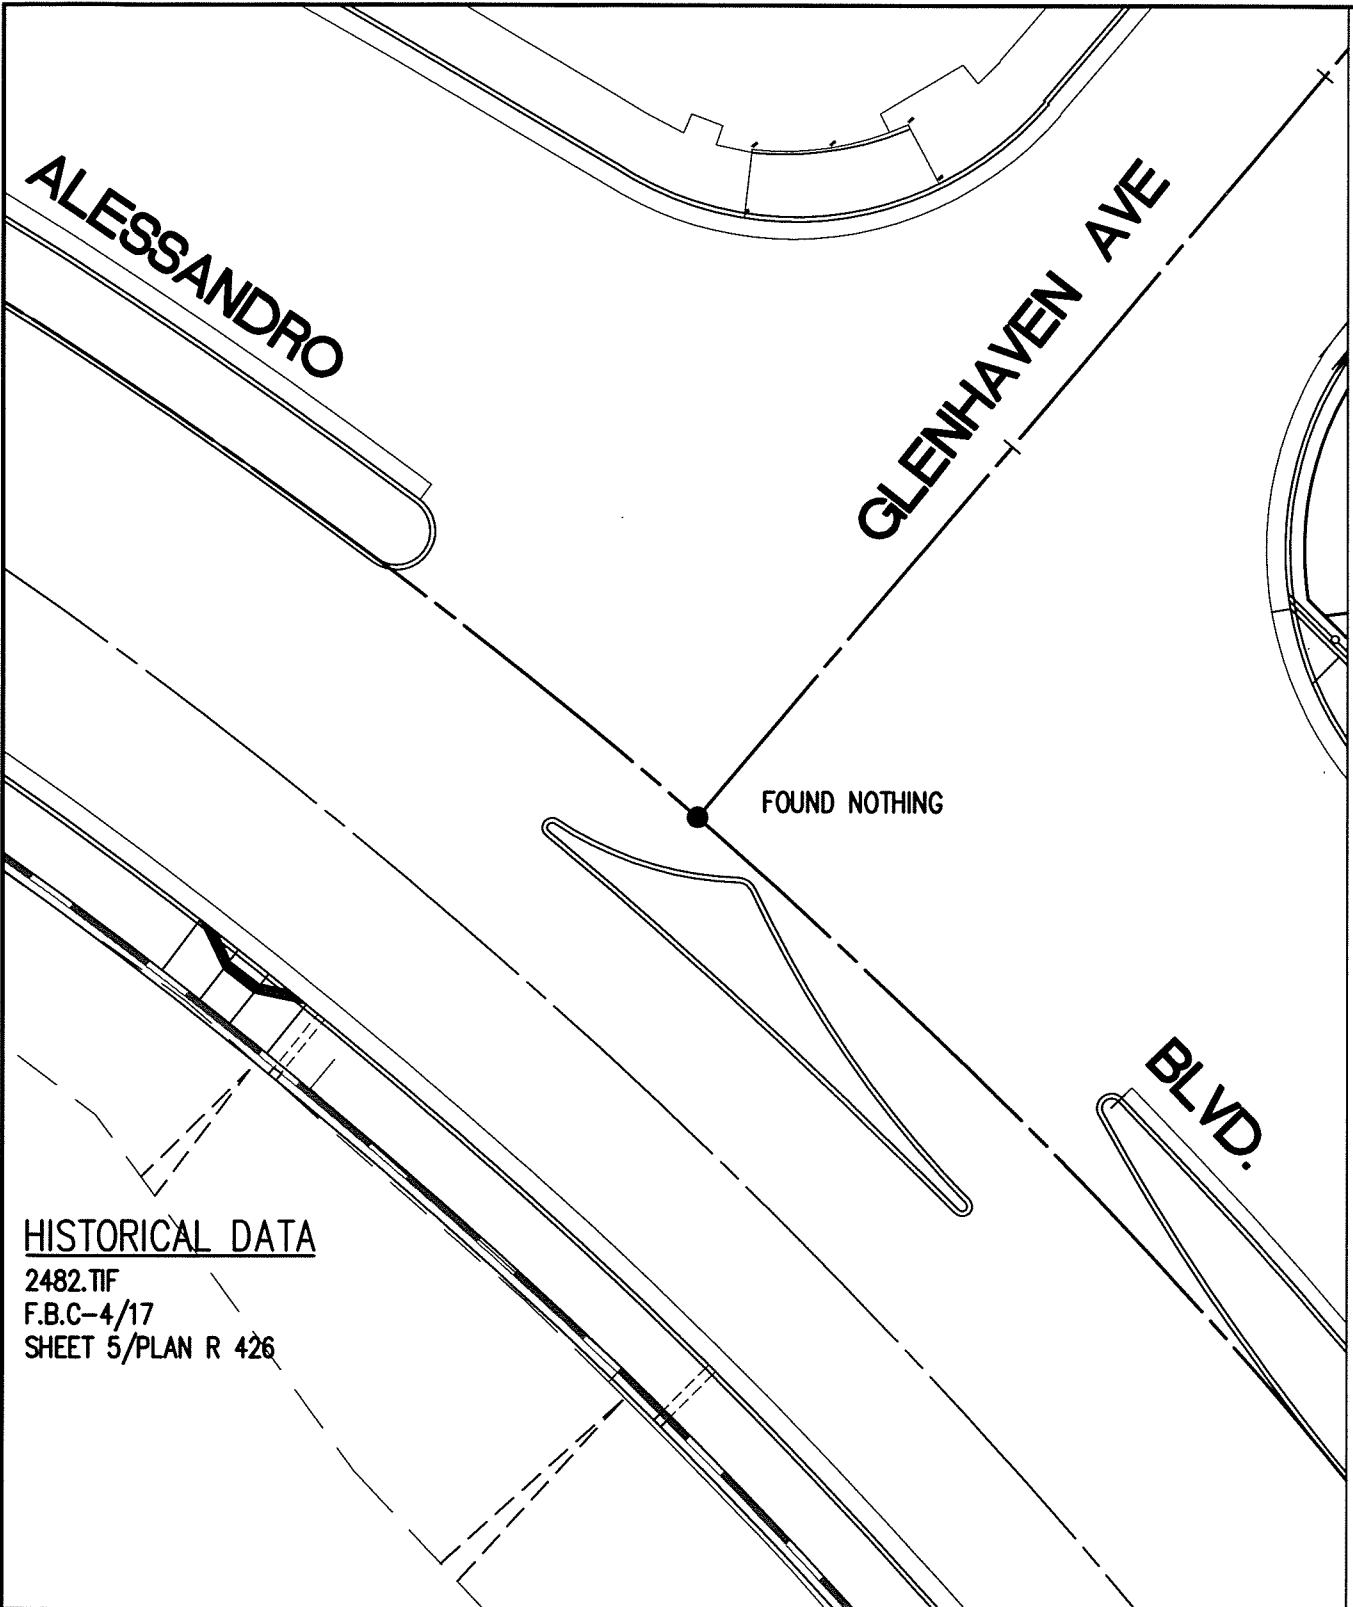 ALESSANDRO
GLENHAVEN AVE
FOUND NOTHING
BLVD.
HISTORICAL DATA
2482.TIF
F.B.C-4/17
SHEET 5/PLAN R 426